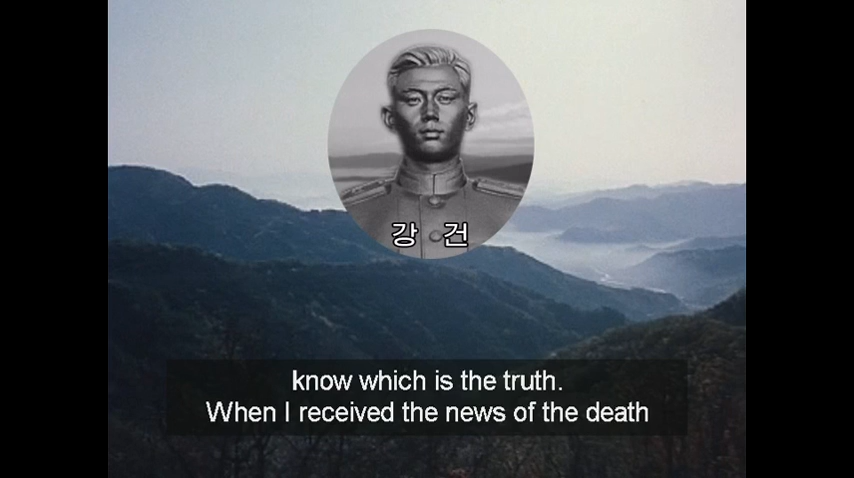 강 건
know which is the truth.
When I received the news of the death